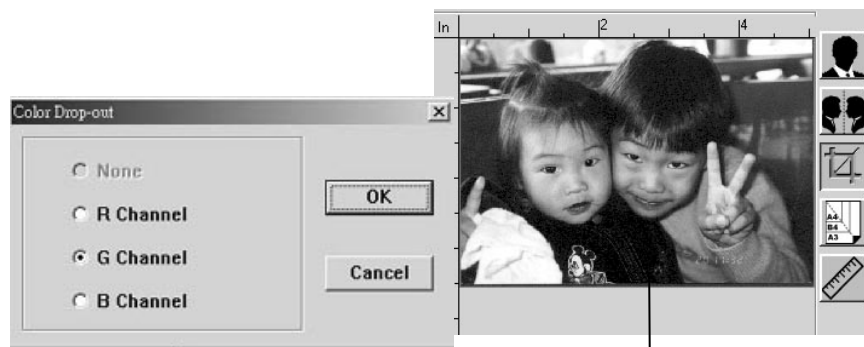 In 2 4
Color Drop-out
None
R Channel
G Channel
B Channel
OK
Cancel
A4
B4
A3